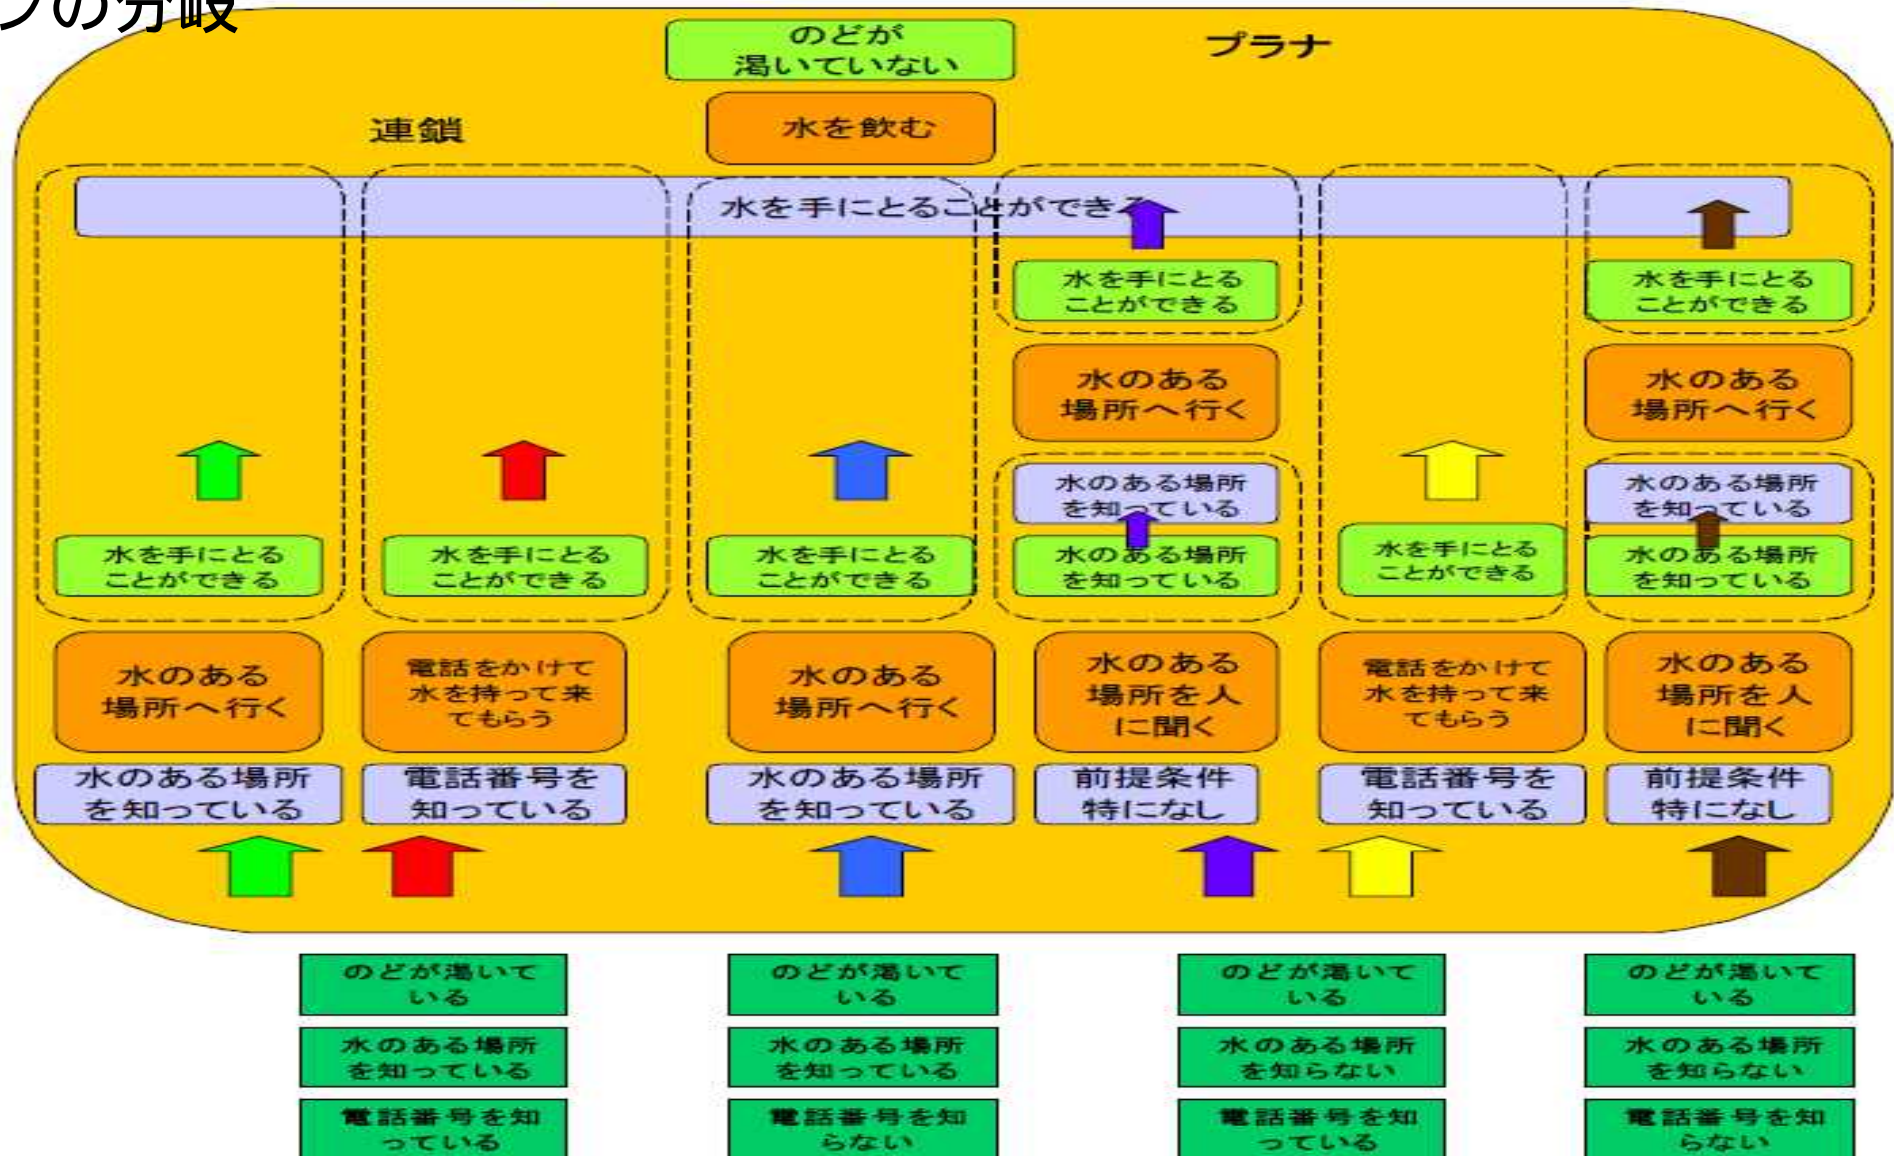 ンの分岐
のどが
渇いていない
プラナ
連鎖
水を飲む
水を手にとることができる
水を手にとる
ことができる
水を手にとる
ことができる
水のある
場所へ行く
水のある
場所へ行く
水のある場所
を知っている
水のある場所
を知っている
水を手にとる
ことができる
水を手にとる
ことができる
水を手にとる
ことができる
水のある場所
を知っている
水を手にとる
ことができる
水のある場所
を知っている
水のある
場所へ行く
電話をかけて
水を持って来
てもらう
水のある
場所へ行く
水のある
場所を人
に聞く
電話をかけて
水を持って来
てもらう
水のある
場所を人
に聞く
水のある場所
を知っている
電話番号を
知っている
水のある場所
を知っている
前提条件
特になし
電話番号を
知っている
前提条件
特になし
のどが渇いて
いる
のどが渇いて
いる
のどが渇いて
いる
のどが渇いて
いる
水のある場所
を知っている
水のある場所
を知っている
水のある場所
を知らない
水のある場所
を知らない
電話番号を知
っている
電話番号を知
らない
電話番号を知
っている
電話番号を知
らない